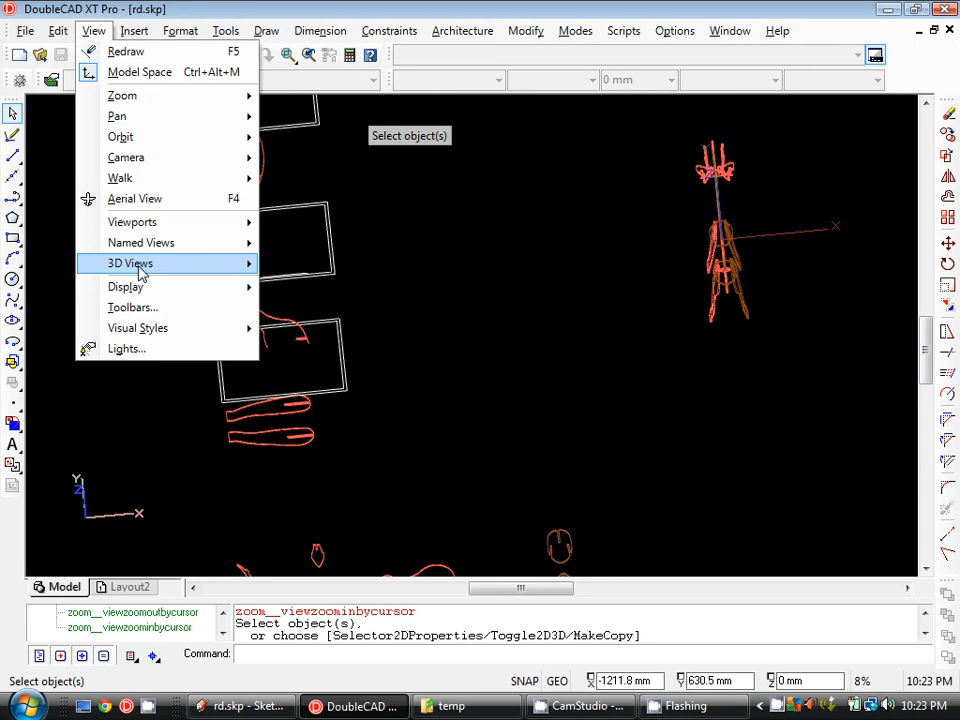 DoubleCAD XT Pro - [rd.skp]
File Edit View Insert Format Tools Draw Dimension Constraints Architecture Modify Modes Scripts Options Window Help
Redraw F5
Model Space Ctrl+Alt+M
0 mm
Zoom
Pan
Orbit
Camera
Walk
Aerial View F4
Viewports
Named Views
3D Views
Display
Toolbars...
Visual Styles
Lights...
Select object(s)
X
Y
Z
X
Model Layout2
zoom__viewzoomoutbycursor
zoom__viewzoominbycursor
zoom__viewzoominbycursor
Select object(s),
or choose [Selector2DProperties/Toggle2D3D/MakeCopy]
Command:
Select object(s) SNAP GEO X -1211.8 mm Y 630.5 mm Z 0 mm 8% 10:23 PM
rd.skp - Sket... DoubleCAD ... temp CamStudio - ... Flashing 10:23 PM